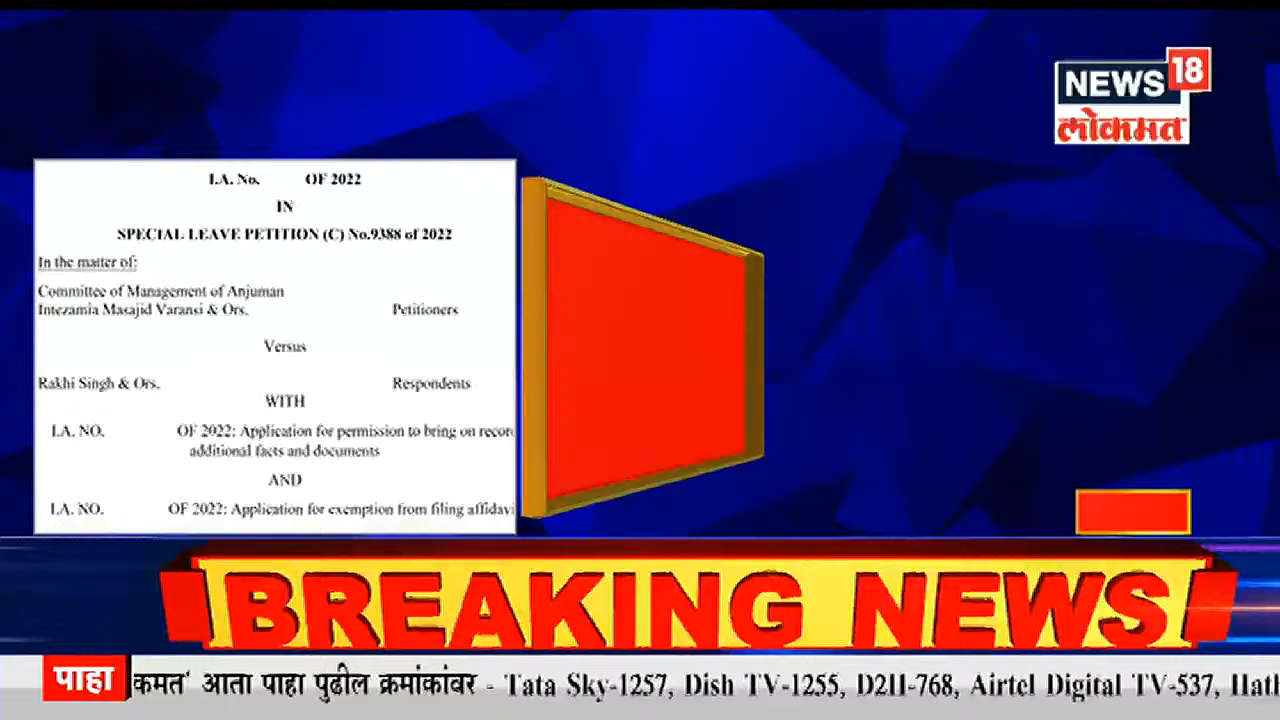 NEWS 18
लोकमत
I.A. No. OF 2022
IN
SPECIAL LEAVE PETITION (C) No.9388 of 2022
In the matter of:
Committee of Management of Anjuman
Intezamia Masajid Varansi & Ors. Petitioners
Versus
Rakhi Singh & Ors. Respondents
WITH
I.A. NO. OF 2022: Application for permission to bring on recor
additional facts and documents
AND
I.A. NO. OF 2022: Application for exemption from filing affidavi
BREAKING NEWS
पाहा कमत' आता पाहा पुढील क्रमांकांवर - Tata Sky-1257, Dish TV-1255, D2H-768, Airtel Digital TV-537, Hath